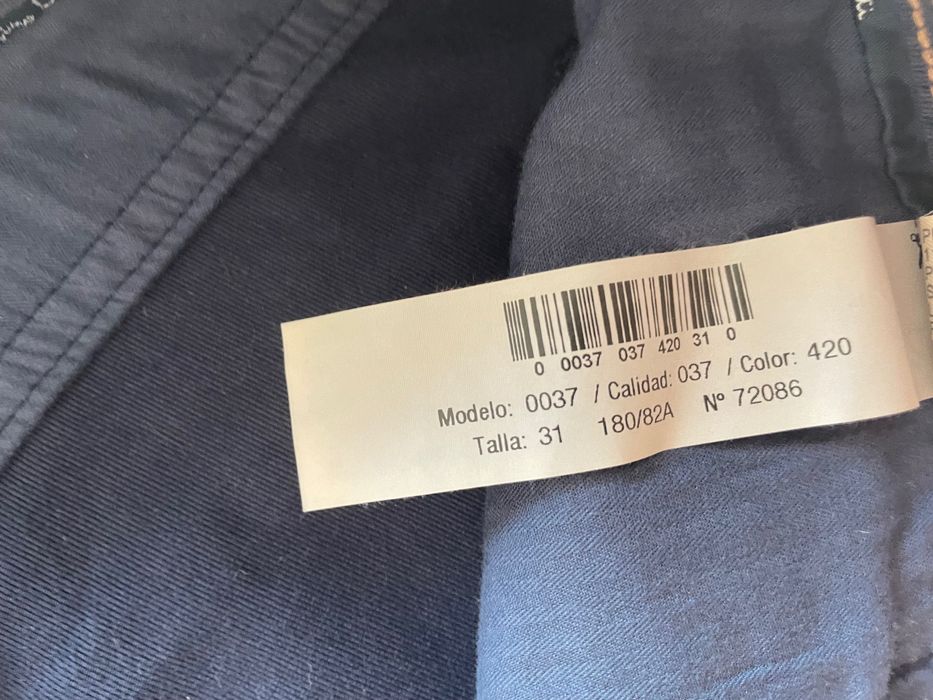 0 0037 037 420 31 0
Modelo: 0037 / Calidad: 037 / Color: 420
Talla: 31 180/82A Nº 72086